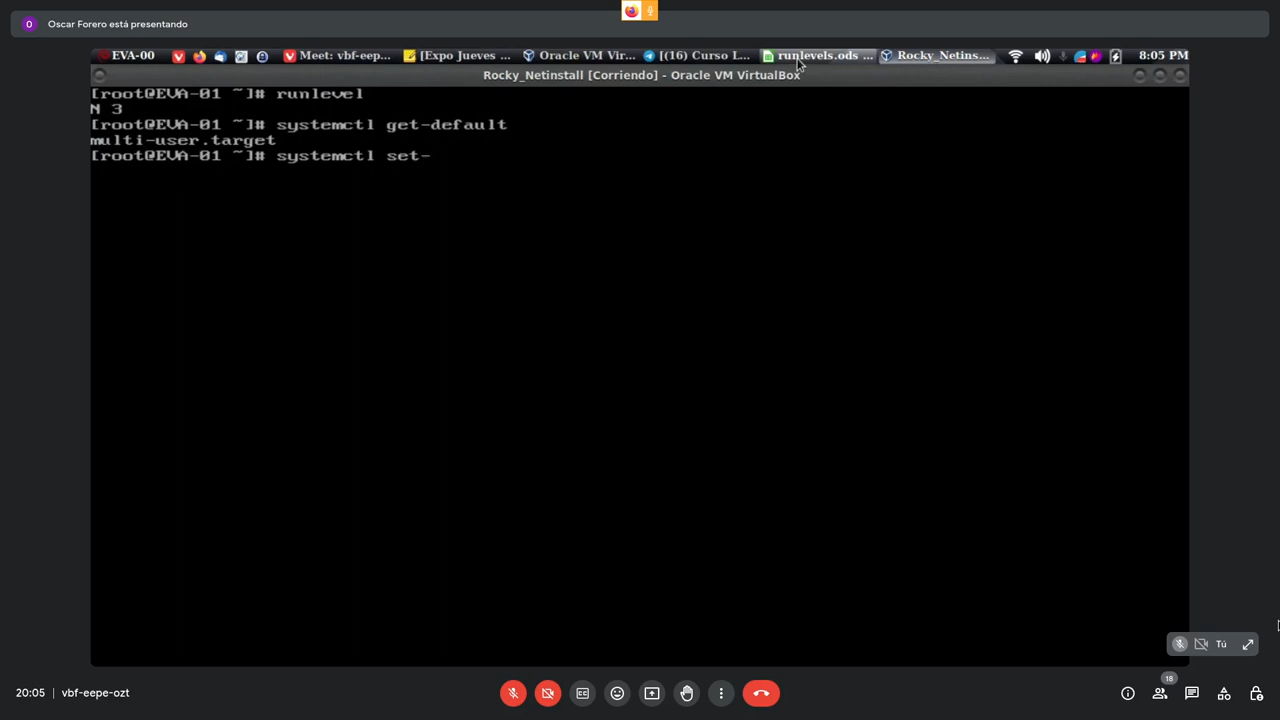 O Oscar Forero está presentando
EVA-00 Meet: vbf-eep... [Expo Jueves ... Oracle VM Vir... [(16) Curso L... runlevels.ods ... Rocky_Netins... 8:05 PM
Rocky_Netinstall [Corriendo] - Oracle VM VirtualBox
[root@EVA-01 ~]# runlevel
N 3
[root@EVA-01 ~]# systemctl get-default
multi-user.target
[root@EVA-01 ~]# systemctl set-
Tú
18
20:05 vbf-eepe-ozt